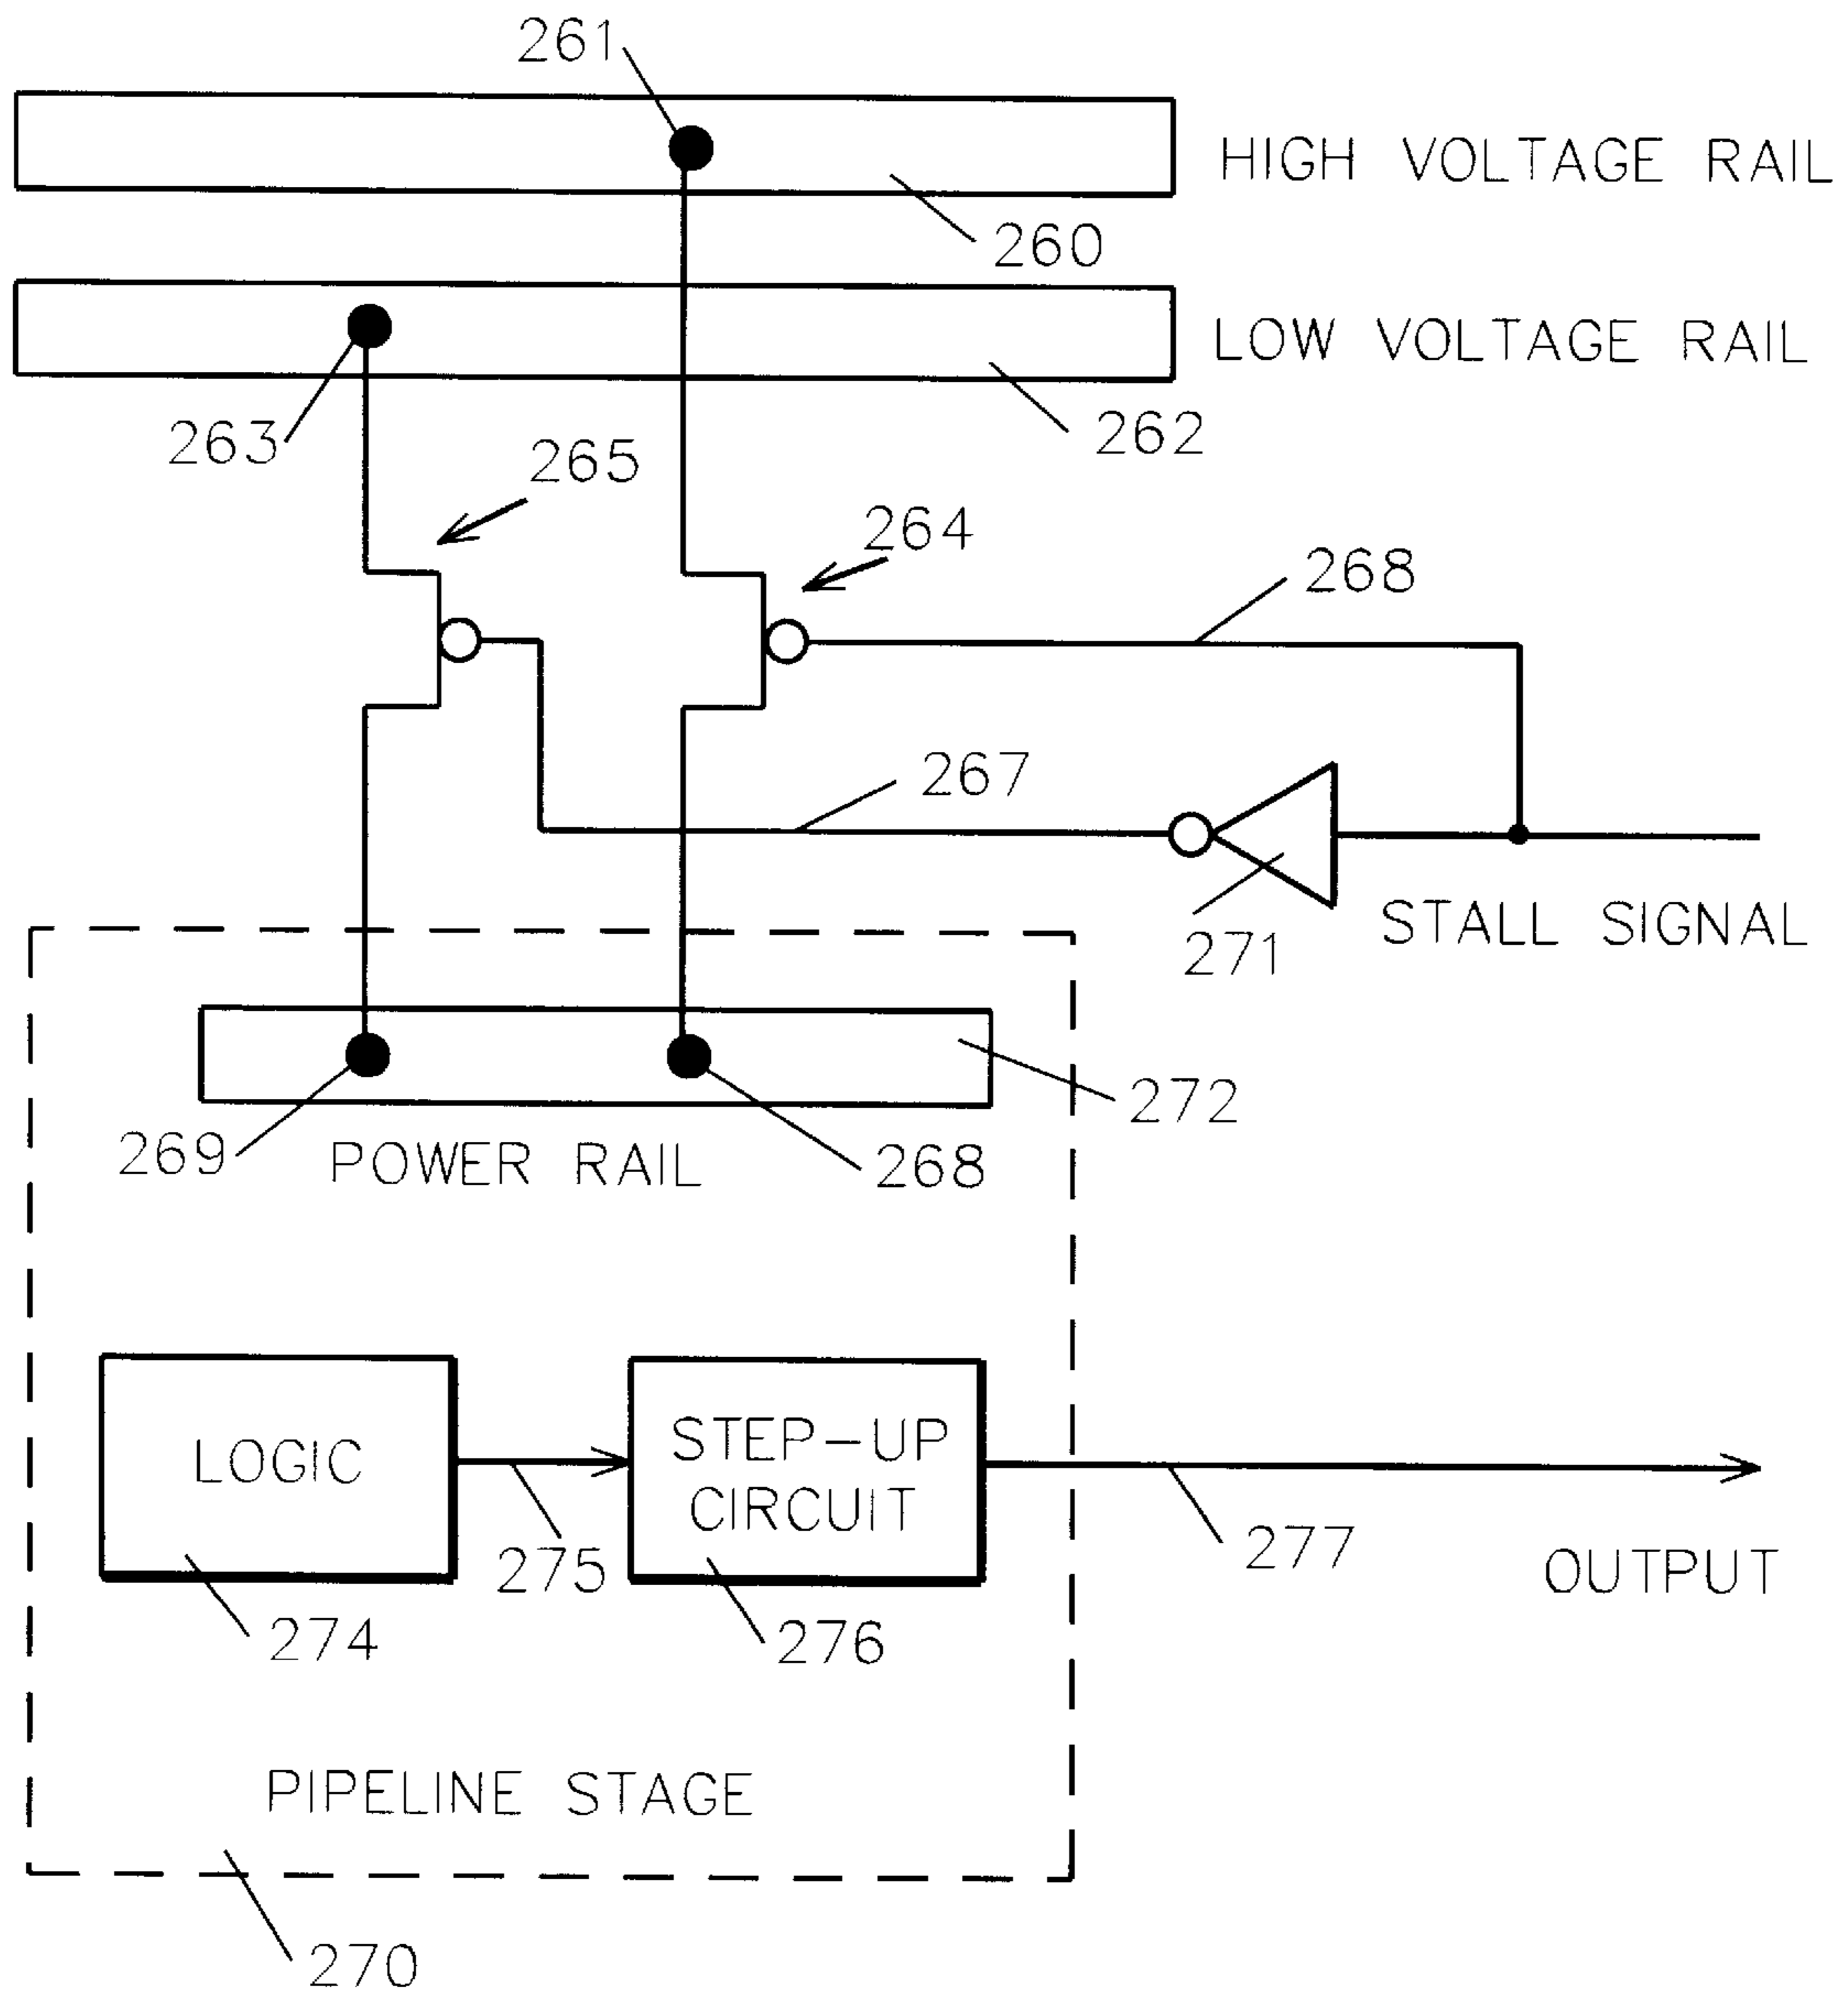 261
HIGH VOLTAGE RAIL
260
LOW VOLTAGE RAIL
263
262
265
264
268
267
271
STALL SIGNAL
272
269
POWER RAIL
268
LOGIC
STEP-UP
CIRCUIT
275
277
OUTPUT
274
276
PIPELINE STAGE
270